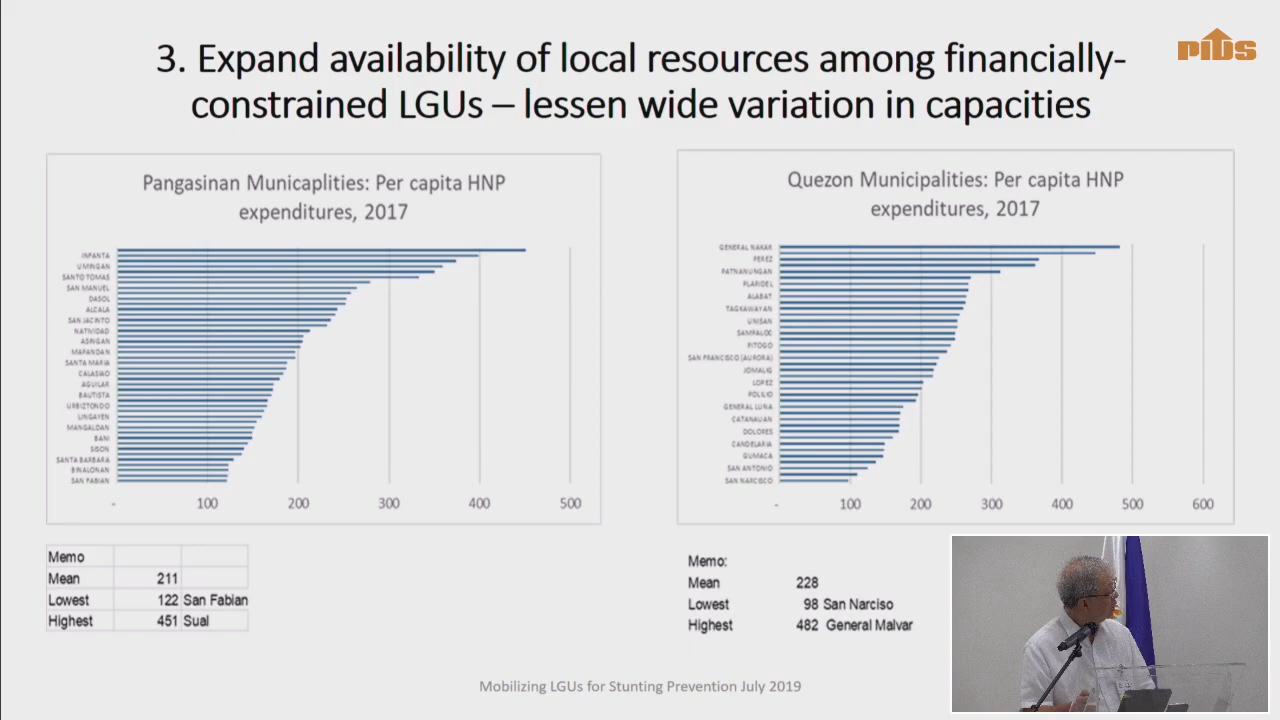 PIDS
3. Expand availability of local resources among financially-
constrained LGUs – lessen wide variation in capacities
Pangasinan Municaplities: Per capita HNP
expenditures, 2017
INFANTA
UMINGAN
SANTO TOMAS
SAN MANUEL
DASOL
ALCALA
SAN JACINTO
NATIVIDAD
ASINGAN
MAPANDAN
SANTA MARIA
CALASIAO
AGUILAR
BAUTISTA
URBIZTONDO
LINGAYEN
MANGALDAN
BANI
SISON
SANTA BARBARA
BINALONAN
SAN FABIAN
- 100 200 300 400 500
Quezon Municipalities: Per capita HNP
expenditures, 2017
GENERAL NAKAR
PEREZ
PATNANUNGAN
PLARIDEL
ALABAT
TAGKAWAYAN
UNISAN
SAMPALOC
PITOGO
SAN FRANCISCO (AURORA)
JOMALIG
LOPEZ
POLILIO
GENERAL LUNA
CATANAUAN
DOLORES
CANDELARIA
GUMACA
SAN ANTONIO
SAN NARCISCO
- 100 200 300 400 500 600
Memo
Mean 211
Lowest 122 San Fabian
Highest 451 Sual
Memo:
Mean 228
Lowest 98 San Narciso
Highest 482 General Malvar
Mobilizing LGUs for Stunting Prevention July 2019